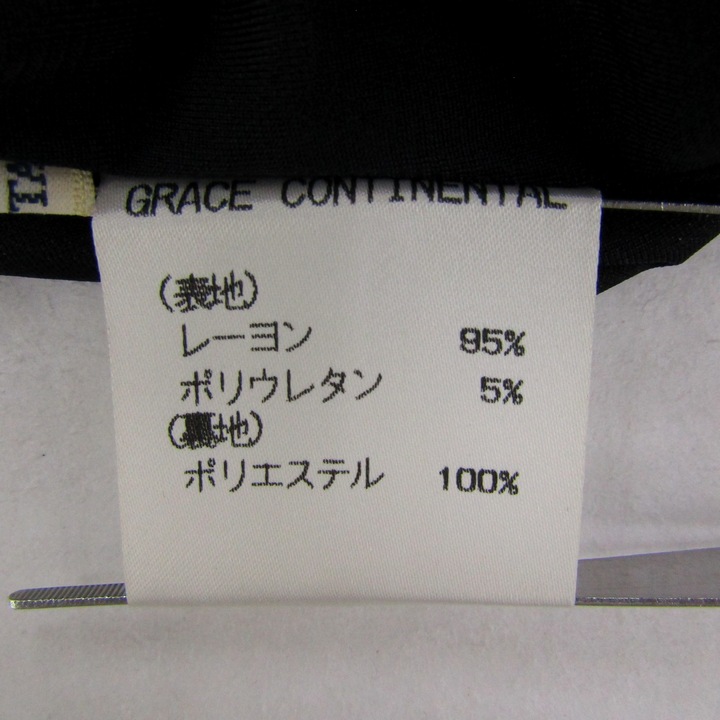 GRACE CONTINENTAL
(表地)
レーヨン 95%
ポリウレタン 5%
(裏地)
ポリエステル 100%